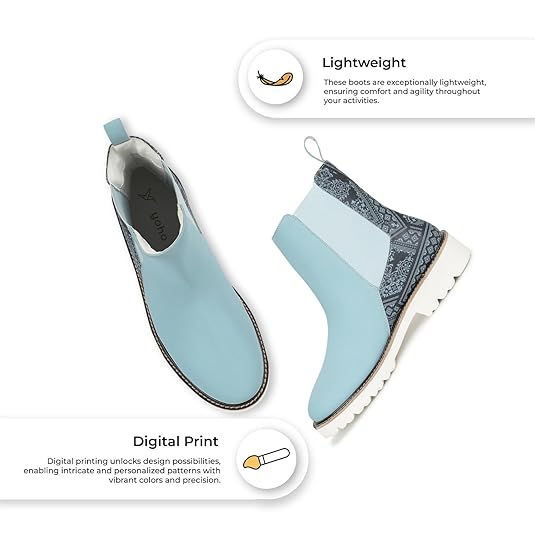 Lightweight
These boots are exceptionally lightweight,
ensuring comfort and agility throughout
your activities.
yoho
Digital Print
Digital printing unlocks design possibilities,
enabling intricate and personalized patterns with
vibrant colors and precision.